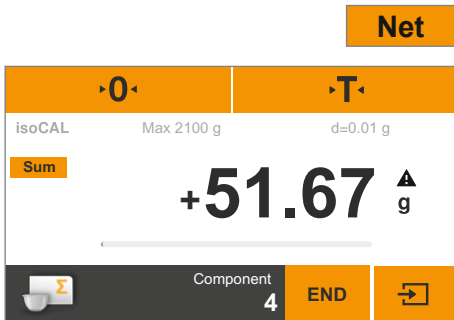 Net
0 T
isoCAL Max 2100 g d=0.01 g
Sum
+51.67 g
Σ Component
4 END